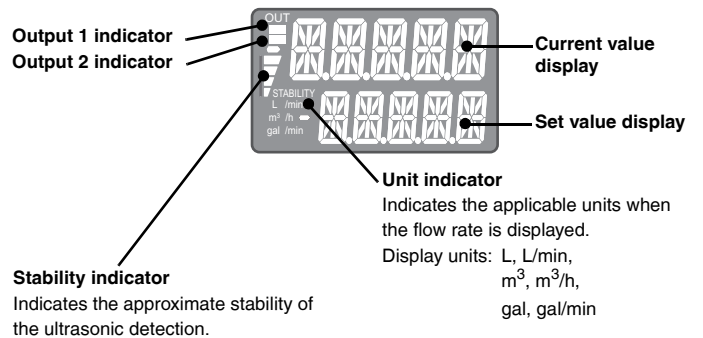 OUT
Output 1 indicator
Output 2 indicator
Current value
display
STABILITY
L /min
m³ /h
gal /min
Set value display
Unit indicator
Indicates the applicable units when
the flow rate is displayed.
Display units: L, L/min,
m³, m³/h,
gal, gal/min
Stability indicator
Indicates the approximate stability of
the ultrasonic detection.